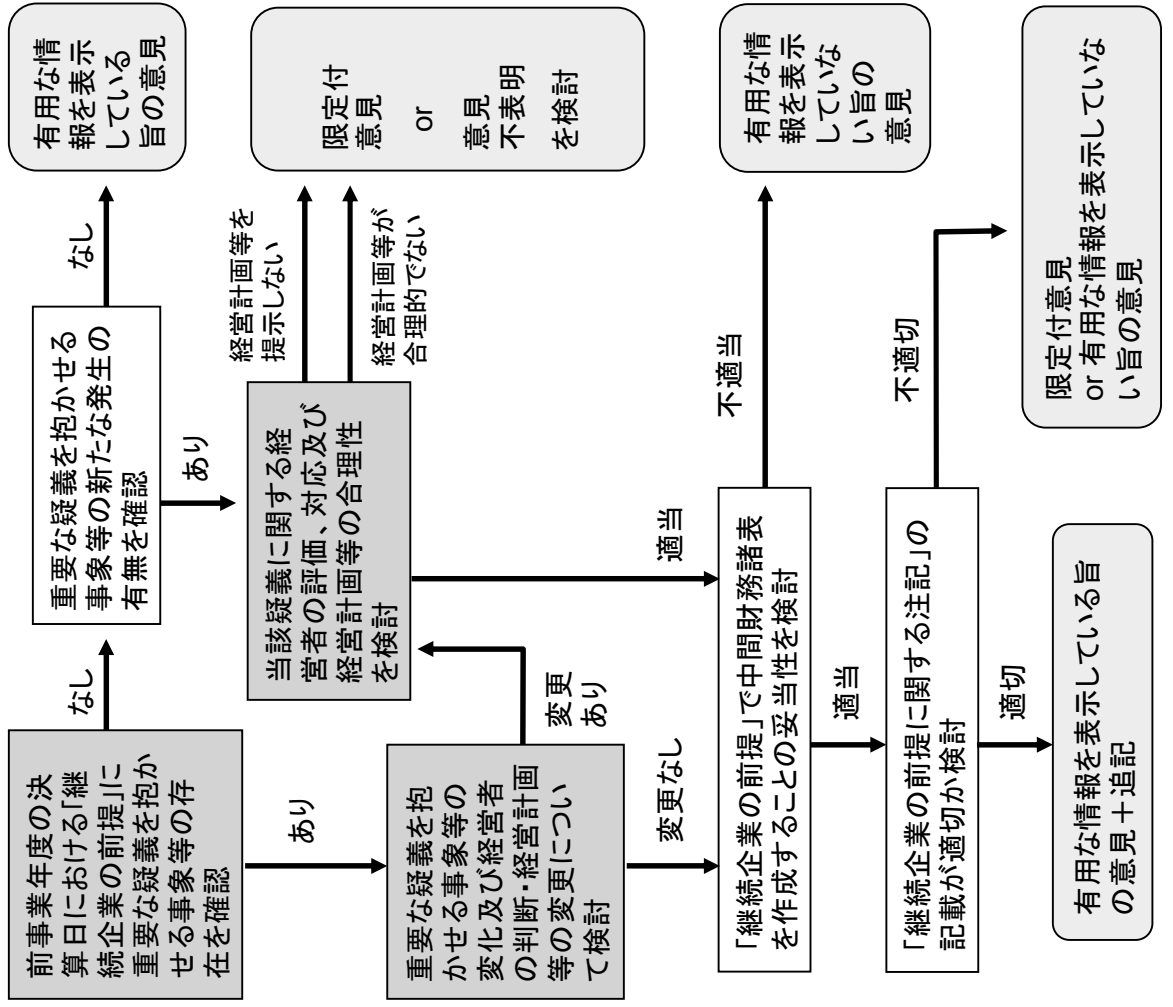 前事業年度の決
算日における「継
続企業の前提」に
重要な疑義を抱か
せる事象等の存
在を確認
なし
重要な疑義を抱かせる
事象等の新たな発生の
有無を確認
なし
有用な情
報を表示
している
旨の意見
あり
あり
重要な疑義を抱
かせる事象等の
変化及び経営者
の判断・経営計画
等の変更につい
て検討
変更
あり
当該疑義に関する経
営者の評価、対応及び
経営計画等の合理性
を検討
経営計画等を
提示しない
経営計画等が
合理的でない
限定付
意見
or
意見
不表明
を検討
変更なし
適当
「継続企業の前提」で中間財務諸表
を作成することの妥当性を検討
不適当
有用な情
報を表示
していな
い旨の
意見
適当
「継続企業の前提に関する注記」の
記載が適切か検討
不適切
限定付意見
or 有用な情報を表示していな
い旨の意見
適切
有用な情報を表示している旨
の意見＋追記